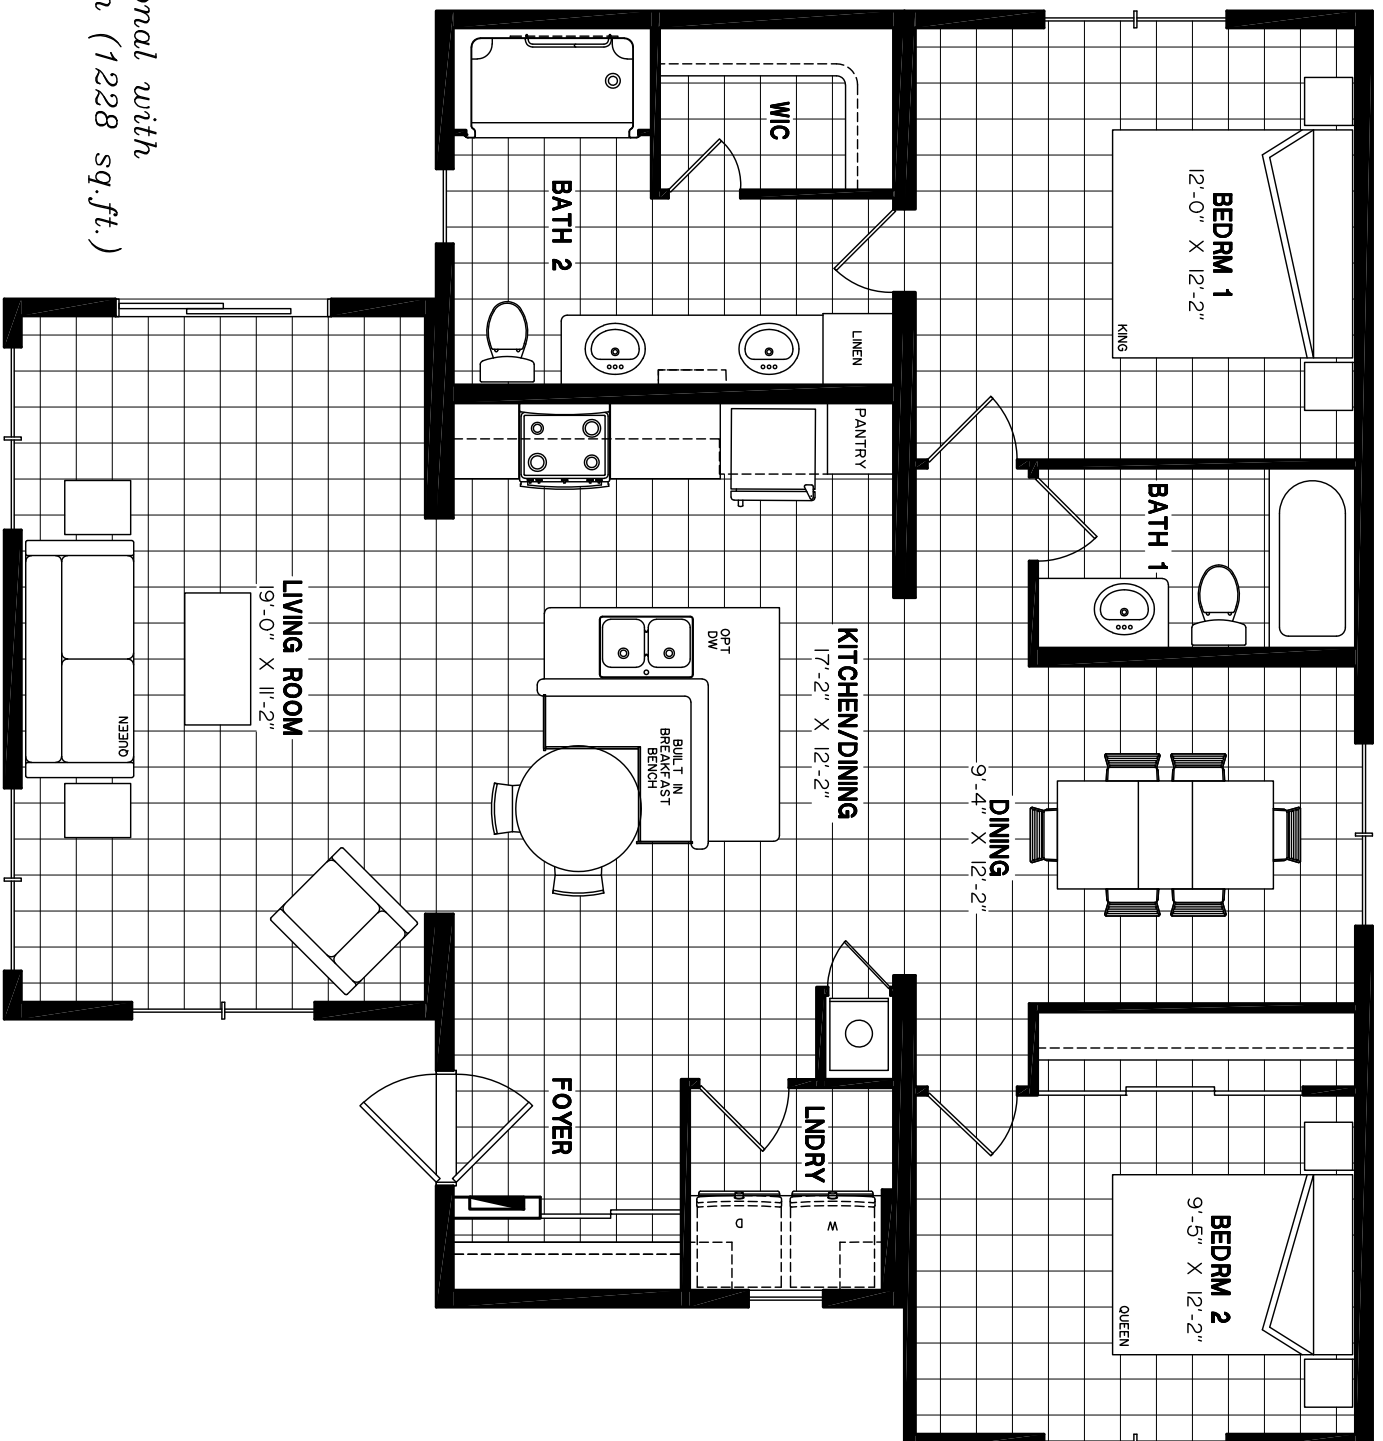 BEDRM 1
12'-0" X 12'-2"
KING
WIC
BATH 2
LINEN
PANTRY
BATH 1
KITCHEN/DINING
17'-2" X 12'-2"
OPT
DW
BUILT IN
BREAKFAST
BENCH
DINING
9'-4" X 12'-2"
LIVING ROOM
19'-0" X 11'-2"
QUEEN
FOYER
LNDRY
W
D
BEDRM 2
9'-5" X 12'-2"
QUEEN
with
(1228 sq.ft.)